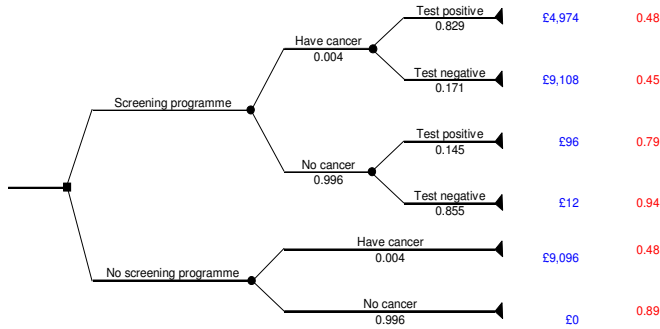 Test positive £4,974 0.48
0.829
Have cancer
0.004
Test negative £9,108 0.45
0.171
Screening programme
Test positive £96 0.79
0.145
No cancer
0.996
Test negative £12 0.94
0.855
Have cancer 0.48
0.004 £9,096
No screening programme
No cancer 0.89
0.996 £0